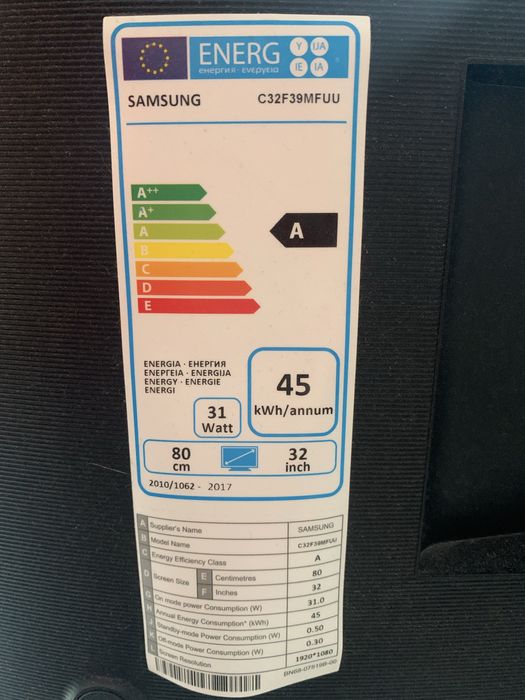 ENERG Y IJA
енергия · ενεργεια IE IA
SAMSUNG C32F39MFUU
A++
A+
A
B
C
D
E
A
ENERGIA · ЕНЕРГИЯ
ΕΝΕΡΓΕΙΑ · ENERGIJA
ENERGY · ENERGIE
ENERGI
45
kWh/annum
31
Watt
80
cm
32
inch
2010/1062 - 2017
A Supplier's Name SAMSUNG
B Model Name C32F39MFUU
C Energy Efficiency Class A
D Screen Size E Centimetres 80
F Inches 32
G On mode power Consumption (W) 31.0
H Annual Energy Consumption* (kWh) 45
J Standby-mode Power Consumption (W) 0.50
K Off-mode Power Consumption (W) 0.30
L Screen Resolution 1920*1080
BN68-07819B-00